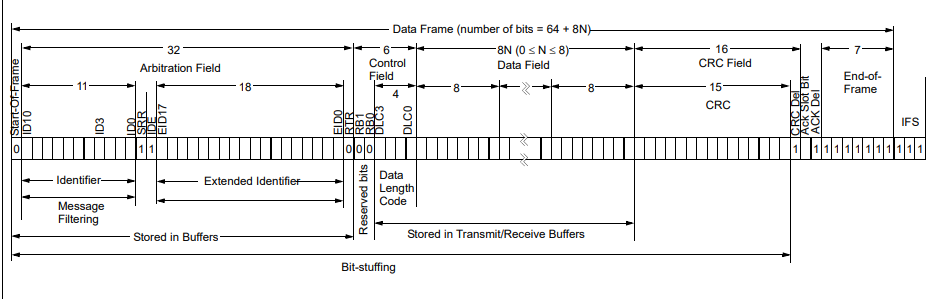 Data Frame (number of bits = 64 + 8N)
32
6
8N (0 ≤ N ≤ 8)
16
7
Arbitration Field
Control
Field
Data Field
CRC Field
End-of-
Frame
11
18
4
8
8
15
CRC
IFS
Start-Of-Frame
ID10
ID3
ID0
SRR
IDE
EID17
EID0
RTR
RB1
RB0
DLC3
DLC0
CRC Del
Ack Slot Bit
ACK Del
0 1 1 0 0 0 1 1 1 1 1 1 1 1 1 1 1 1
Identifier
Extended Identifier
Reserved bits
Data
Length
Code
Message
Filtering
Stored in Buffers
Stored in Transmit/Receive Buffers
Bit-stuffing